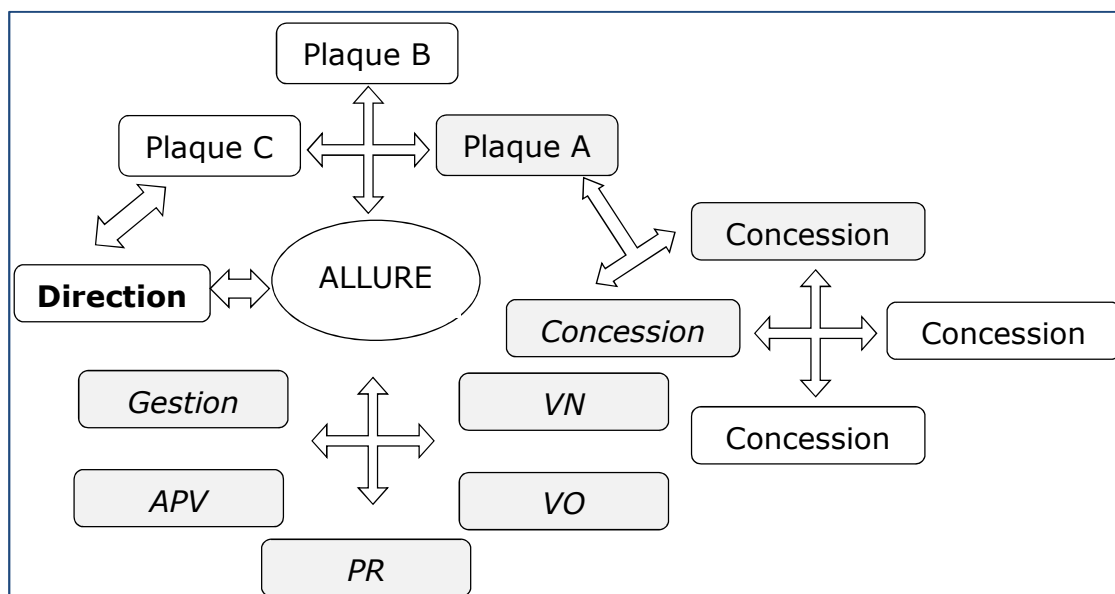 Plaque B
Plaque C
Plaque A
Concession
Direction
ALLURE
Concession
Concession
Gestion
VN
Concession
APV
VO
PR